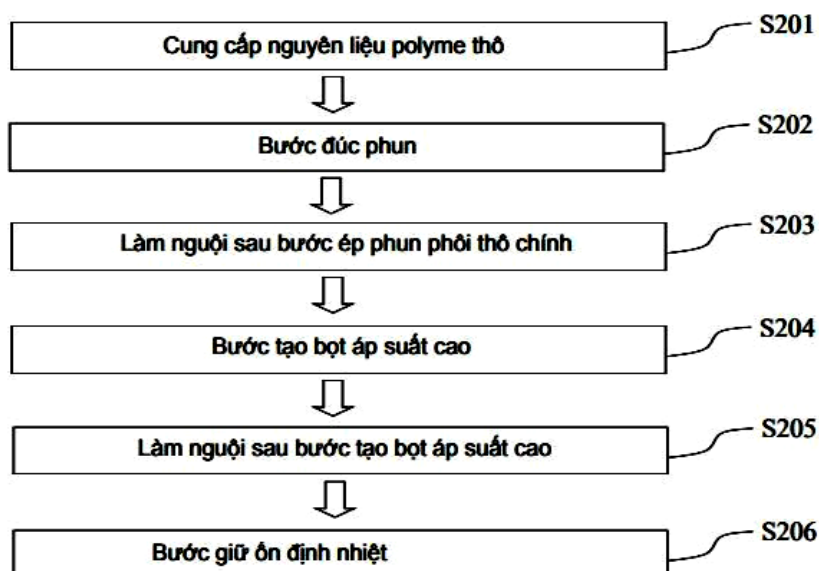 Cung cấp nguyên liệu polyme thô
S201
Bước đúc phun
S202
Làm nguội sau bước ép phun phôi thô chính
S203
Bước tạo bọt áp suất cao
S204
Làm nguội sau bước tạo bọt áp suất cao
S205
Bước giữ ổn định nhiệt
S206